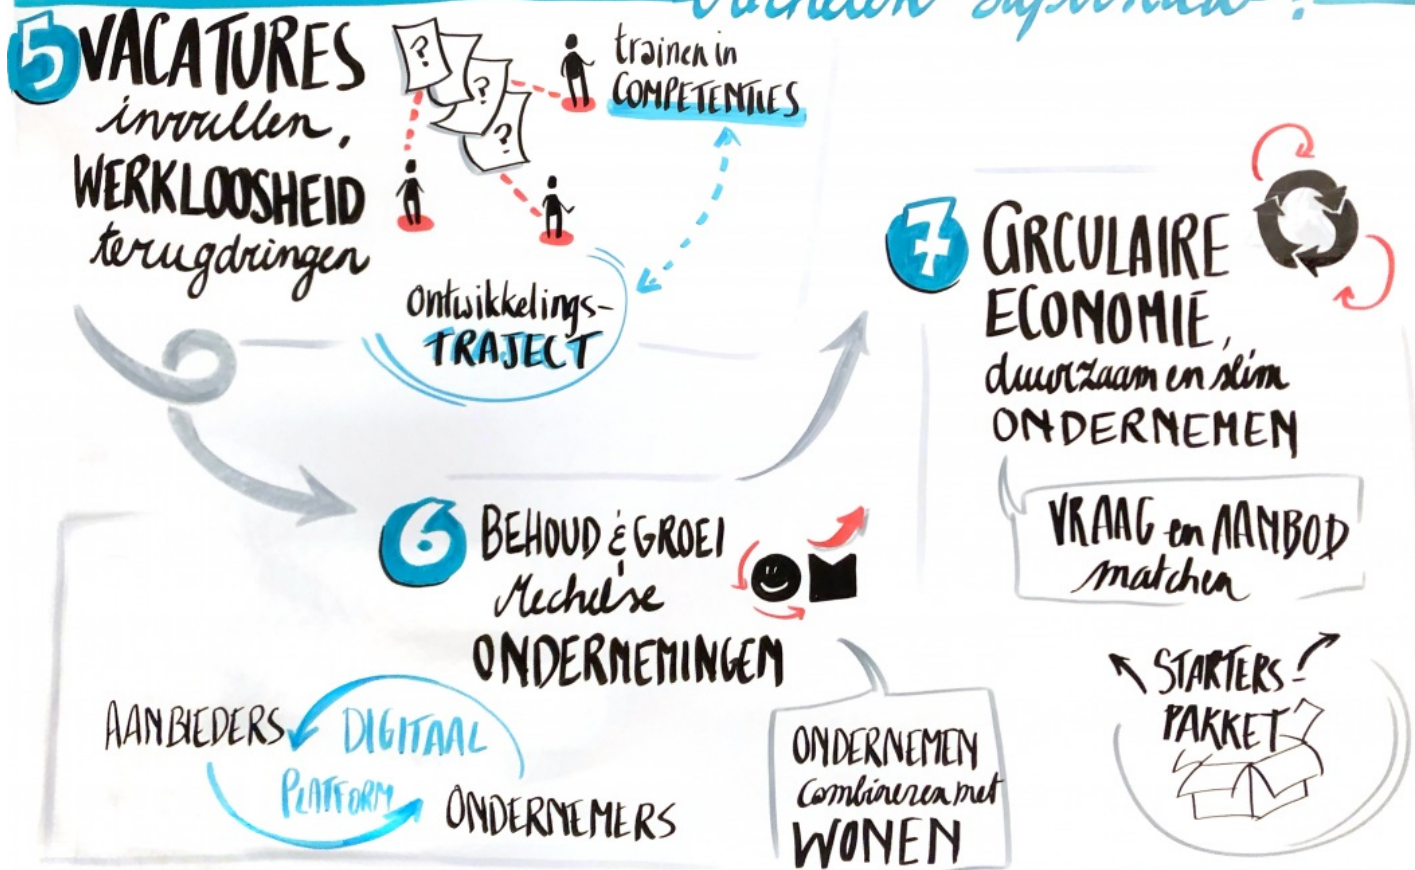 5 VACATURES
invullen,
WERKLOOSHEID
terugdringen
?
?
?
trainen in
COMPETENTIES
ontwikkelings-
TRAJECT
6 BEHOUD & GROEI
Mechelse
ONDERNEMINGEN
M
AANBIEDERS
DIGITAAL
PLATFORM
ONDERNEMERS
ONDERNEMEN
combineren met
WONEN
7 CIRCULAIRE
ECONOMIE,
duurzaam en slim
ONDERNEMEN
VRAAG en AANBOD
matchen
STARTERS-
PAKKET